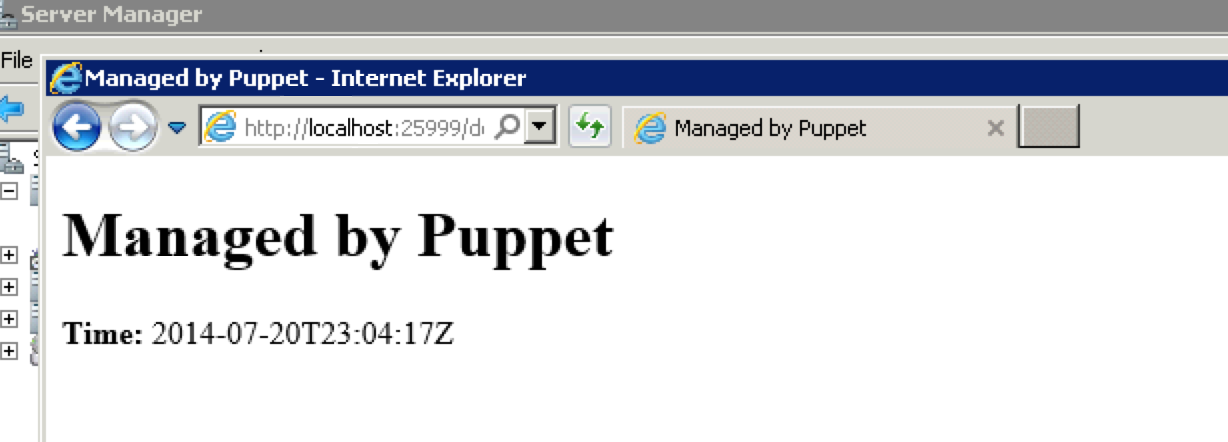 Server Manager
File
Managed by Puppet - Internet Explorer
http://localhost:25999/d
Managed by Puppet
Managed by Puppet
Time: 2014-07-20T23:04:17Z